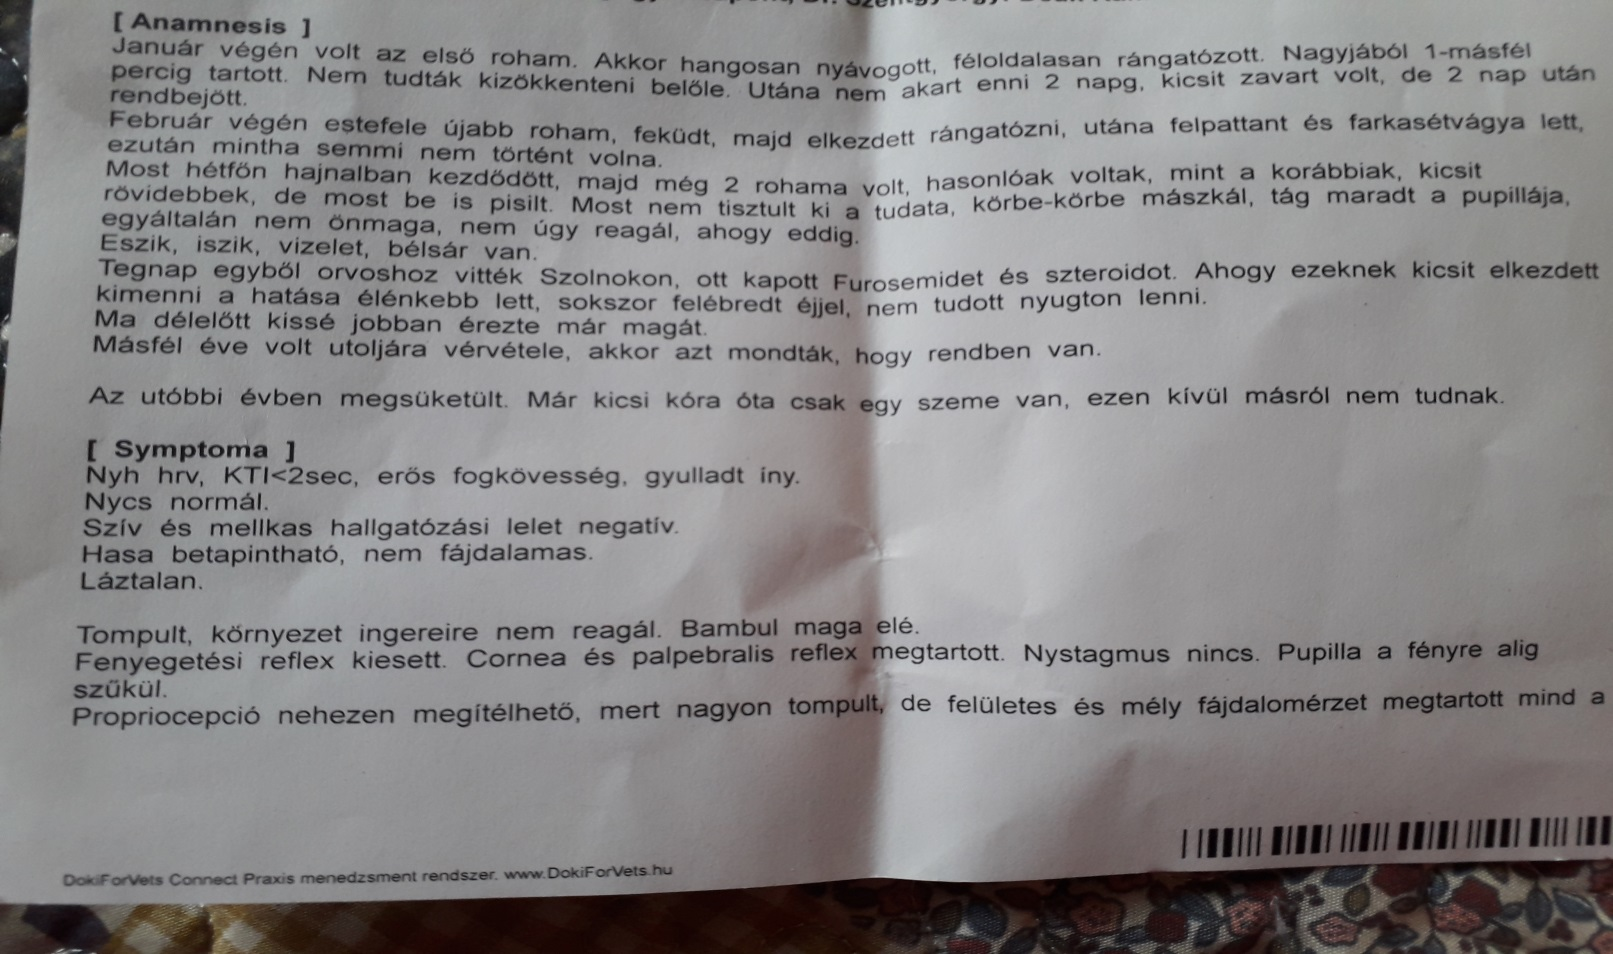 [ Anamnesis ]
Január végén volt az első roham. Akkor hangosan nyávogott, féloldalasan rángatózott. Nagyjából 1-másfél
percig tartott. Nem tudták kizökkenteni belőle. Utána nem akart enni 2 napg, kicsit zavart volt, de 2 nap után
rendbejött.
Február végén estefele újabb roham, feküdt, majd elkezdett rángatózni, utána felpattant és farkasétvágya lett,
ezután mintha semmi nem történt volna.
Most hétfőn hajnalban kezdődött, majd még 2 rohama volt, hasonlóak voltak, mint a korábbiak, kicsit
rövidebbek, de most be is pisilt. Most nem tisztult ki a tudata, körbe-körbe mászkál, tág maradt a pupillája,
egyáltalán nem önmaga, nem úgy reagál, ahogy eddig.
Eszik, iszik, vizelet, bélsár van.
Tegnap egyből orvoshoz vitték Szolnokon, ott kapott Furosemidet és szteroidot. Ahogy ezeknek kicsit elkezdett
kimenni a hatása élénkebb lett, sokszor felébredt éjjel, nem tudott nyugton lenni.
Ma délelőtt kissé jobban érezte már magát.
Másfél éve volt utoljára vérvétele, akkor azt mondták, hogy rendben van.
Az utóbbi évben megsüketült. Már kicsi kóra óta csak egy szeme van, ezen kívül másról nem tudnak.
[ Symptoma ]
Nyh hrv, KTI<2sec, erős fogkövesség, gyulladt íny.
Nycs normál.
Szív és mellkas hallgatózási lelet negatív.
Hasa betapintható, nem fájdalamas.
Láztalan.
Tompult, környezet ingereire nem reagál. Bambul maga elé.
Fenyegetési reflex kiesett. Cornea és palpebralis reflex megtartott. Nystagmus nincs. Pupilla a fényre alig
szűkül.
Propriocepció nehezen megítélhető, mert nagyon tompult, de felületes és mély fájdalomérzet megtartott mind a
DokiForVets Connect Praxis menedzsment rendszer. www.DokiForVets.hu